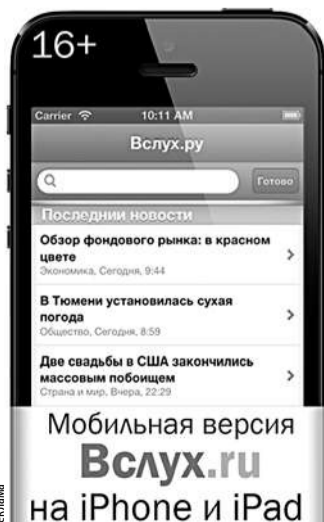 16+
Carrier 10:11 AM
Вслух.ру
Готово
Последнии новости
Обзор фондового рынка: в красном
цвете
Экономика, Сегодня, 9:44
В Тюмени установилась сухая
погода
Общество, Сегодня, 8:59
Две свадьбы в США закончились
массовым побоищем
Страна и мир, Вчера, 22:29
Мобильная версия
Вслух.ru
на iPhone и iPad